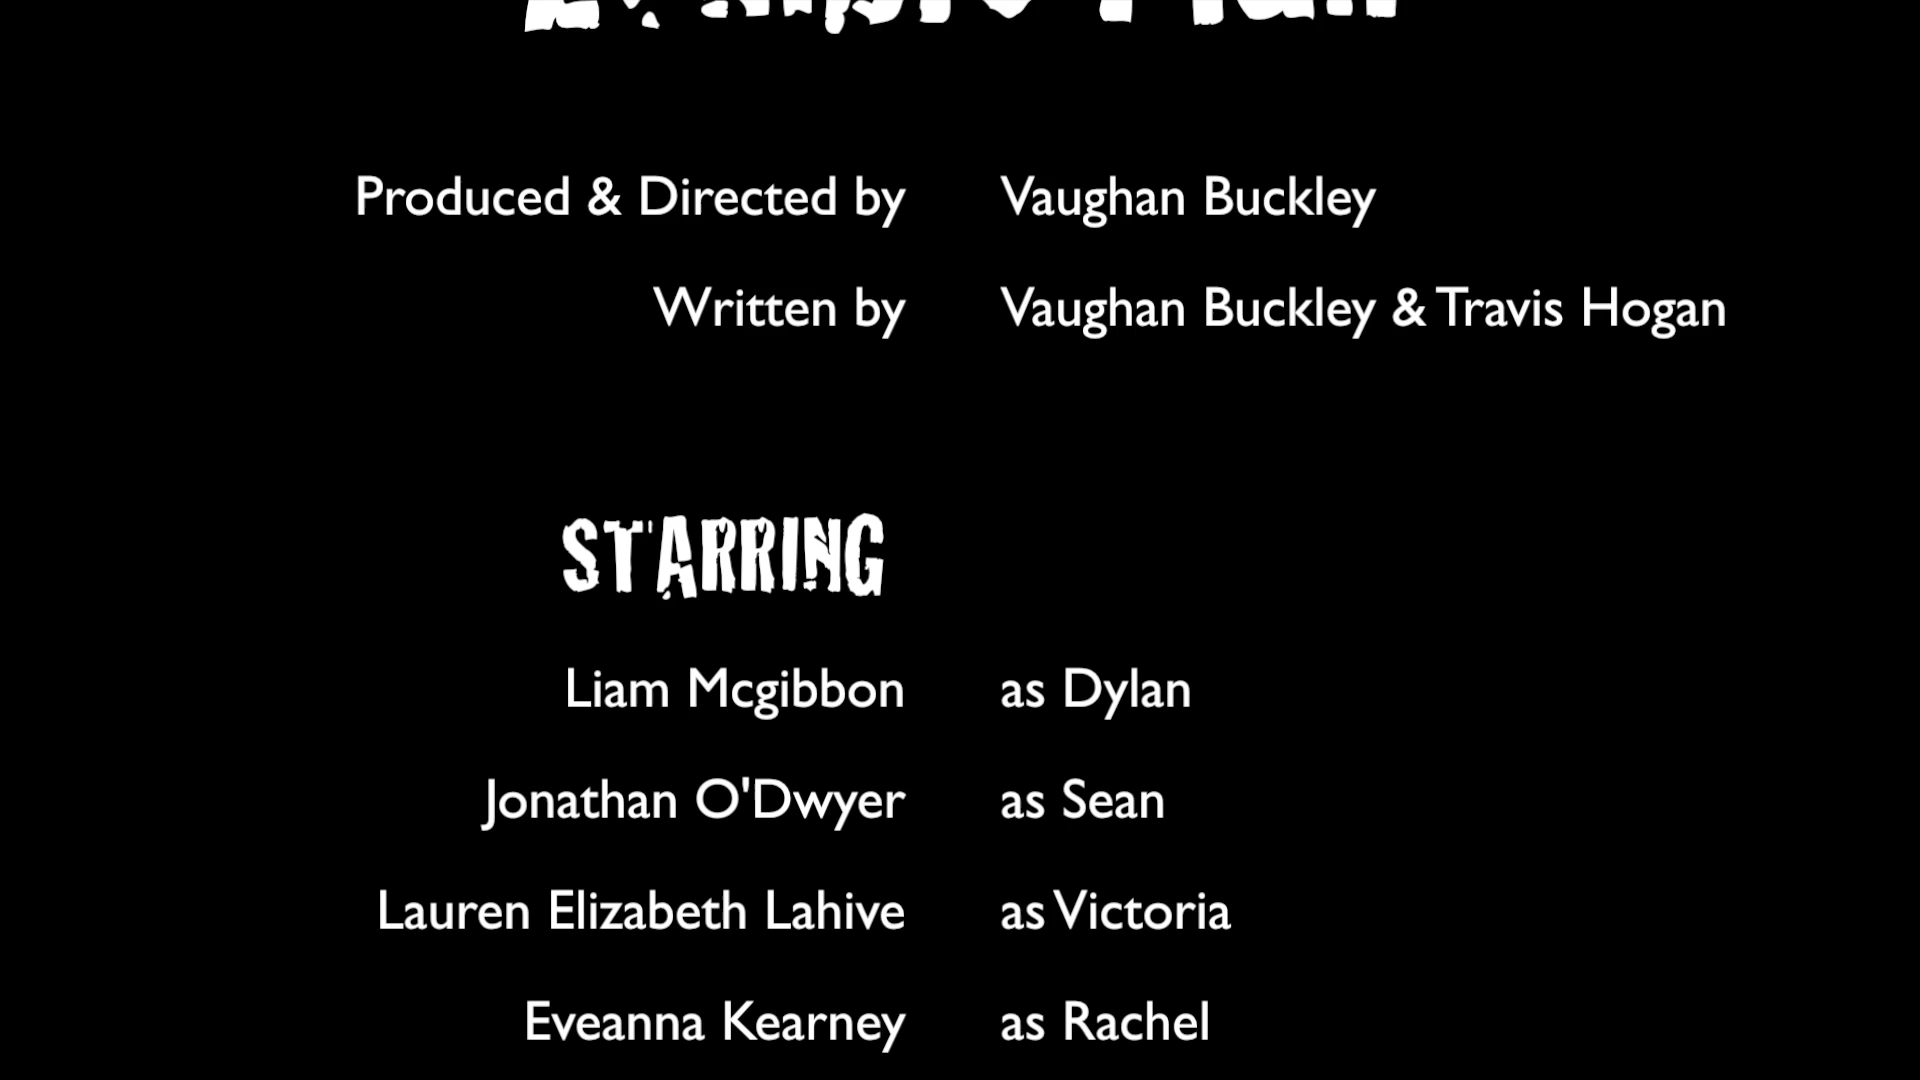 Produced & Directed by Vaughan Buckley
Written by Vaughan Buckley & Travis Hogan
STARRING
Liam Mcgibbon as Dylan
Jonathan O'Dwyer as Sean
Lauren Elizabeth Lahive as Victoria
Eveanna Kearney as Rachel